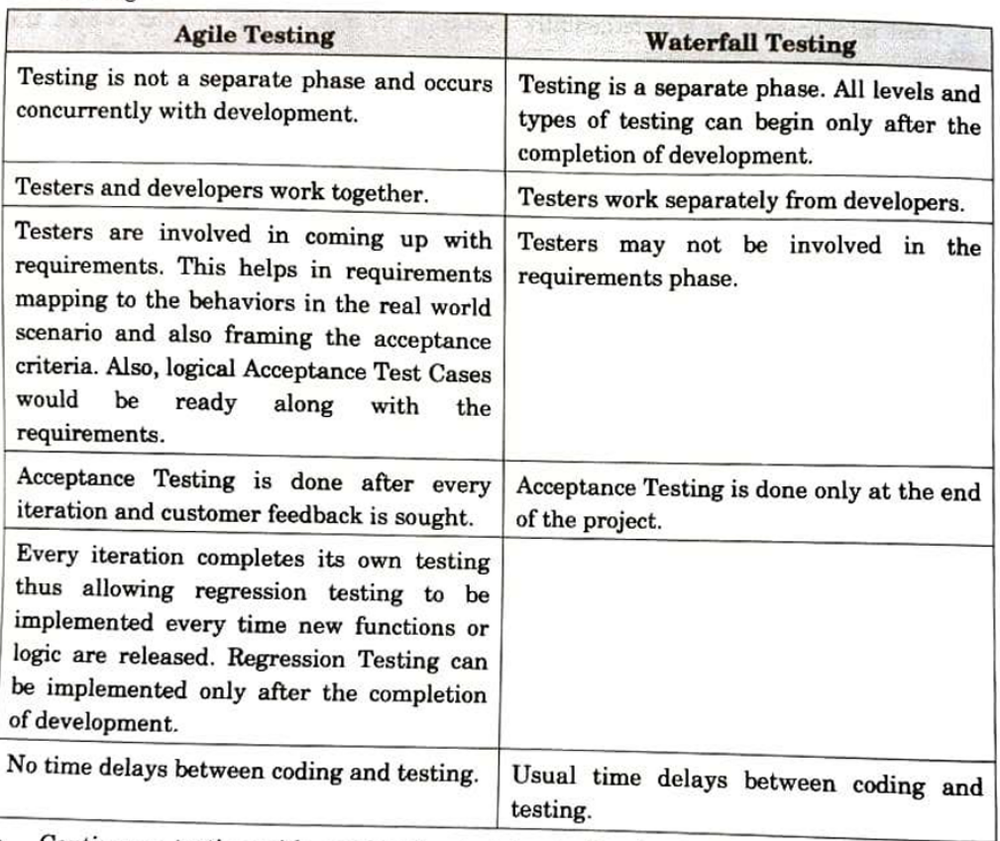 Agile Testing
Waterfall Testing
Testing is not a separate phase and occurs
concurrently with development.
Testing is a separate phase. All levels and
types of testing can begin only after the
completion of development.
Testers and developers work together.
Testers work separately from developers.
Testers are involved in coming up with
requirements. This helps in requirements
mapping to the behaviors in the real world
scenario and also framing the acceptance
criteria. Also, logical Acceptance Test Cases
would be ready along with the
requirements.
Testers may not be involved in the
requirements phase.
Acceptance Testing is done after every
iteration and customer feedback is sought.
Acceptance Testing is done only at the end
of the project.
Every iteration completes its own testing
thus allowing regression testing to be
implemented every time new functions or
logic are released. Regression Testing can
be implemented only after the completion
of development.
No time delays between coding and testing.
Usual time delays between coding and
testing.